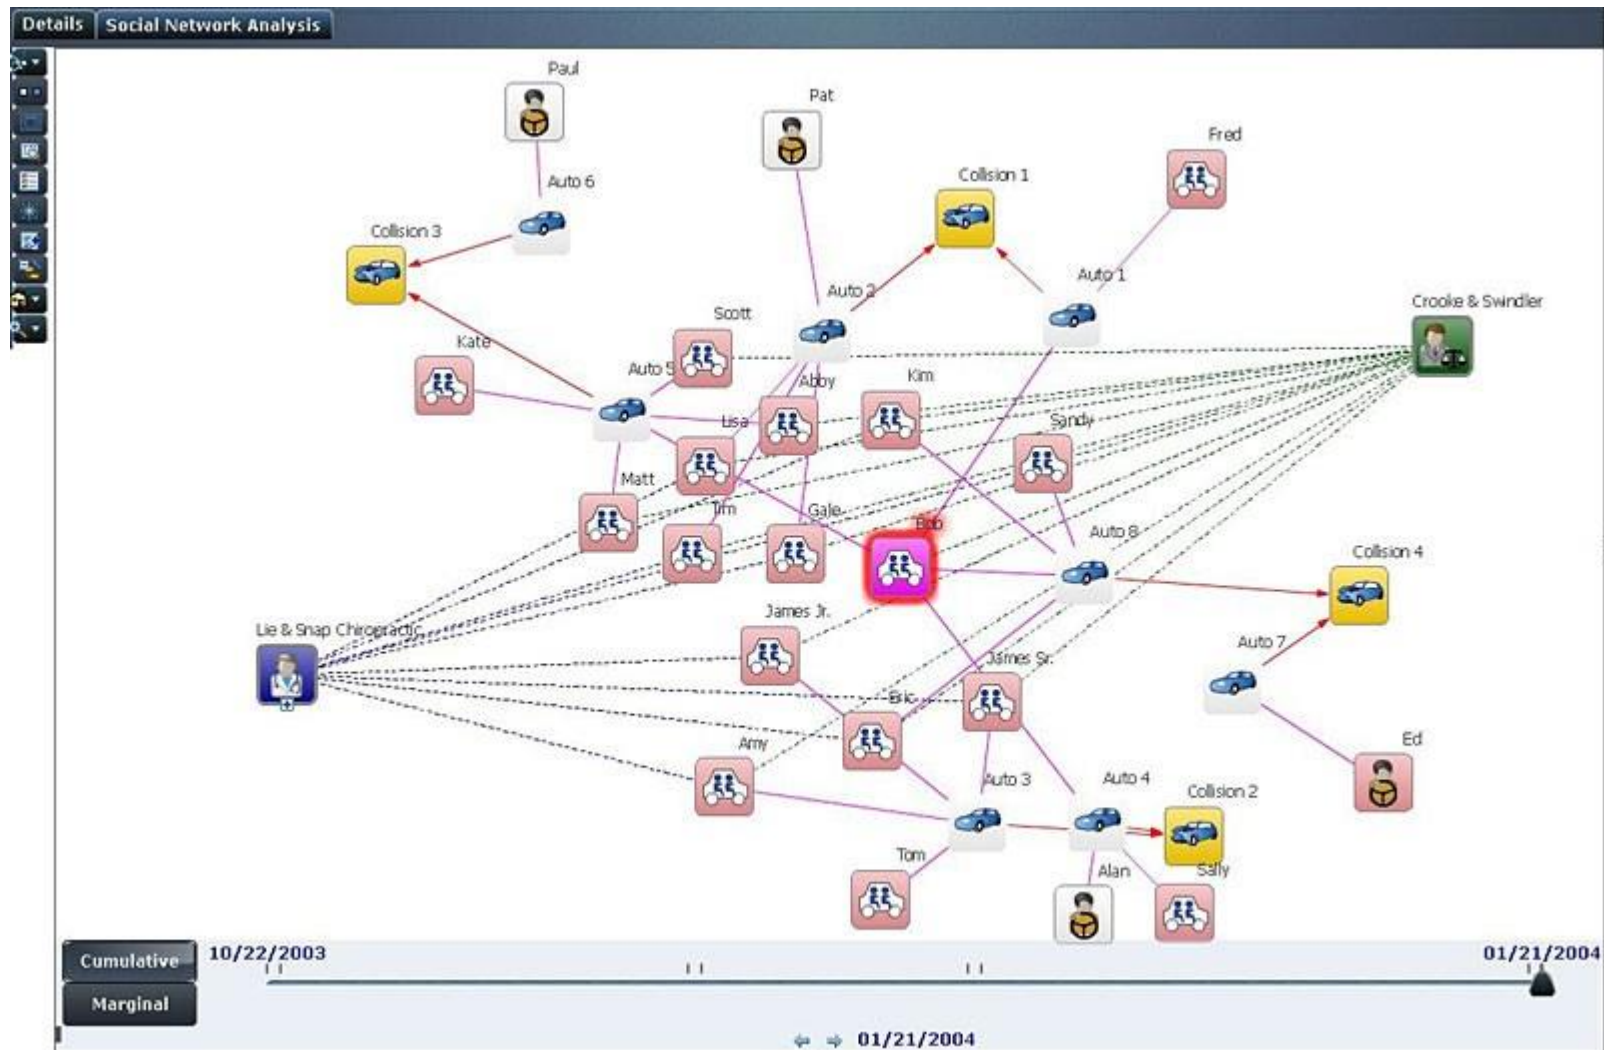 Details Social Network Analysis
Paul
Pat
Fred
Collision 1
Auto 6
Collision 3
Auto 1
Auto 2
Crooke & Swindler
Scott
Kate
Auto 5
Abby
Kim
Lisa
Sandy
Matt
Tim
Gale
Bob
Auto 8
Collision 4
James Jr.
Lie & Snap Chiropractic
Auto 7
James Sr.
Eric
Amy
Ed
Auto 3
Auto 4
Collision 2
Tom
Alan
Sally
Cumulative
10/22/2003
01/21/2004
Marginal
01/21/2004